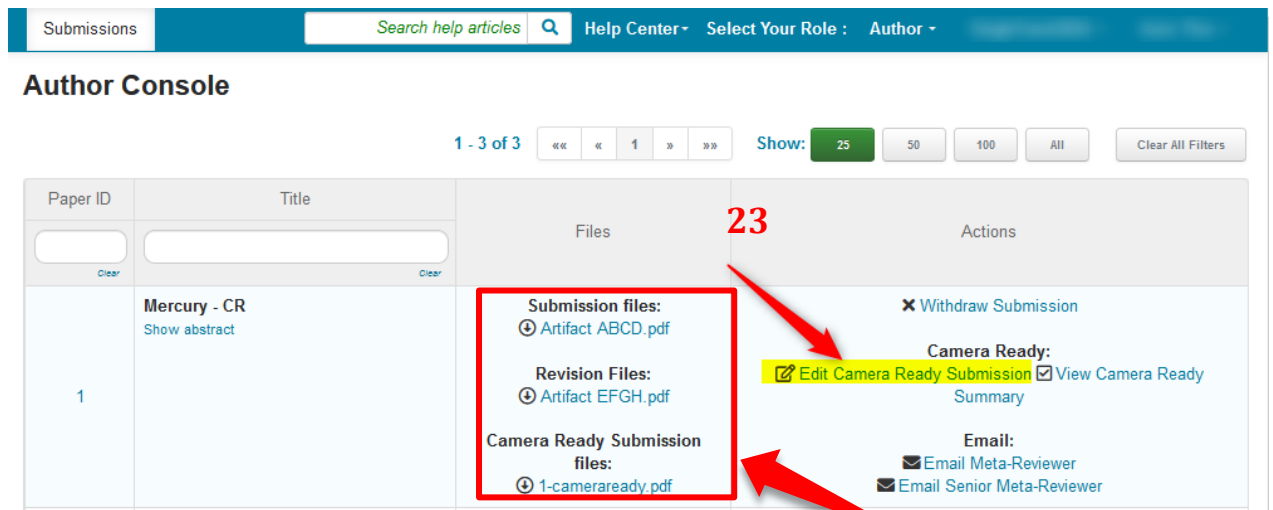 Submissions
Search help articles
Help Center
Select Your Role :
Author
Author Console
1 - 3 of 3
«« « 1 » »»
Show: 25 50 100 All
Clear All Filters
Paper ID
Title
Files
Actions
Clear
Clear
23
1
Mercury - CR
Show abstract
Submission files:
Artifact ABCD.pdf
Revision Files:
Artifact EFGH.pdf
Camera Ready Submission
files:
1-cameraready.pdf
Withdraw Submission
Camera Ready:
Edit Camera Ready Submission View Camera Ready
Summary
Email:
Email Meta-Reviewer
Email Senior Meta-Reviewer